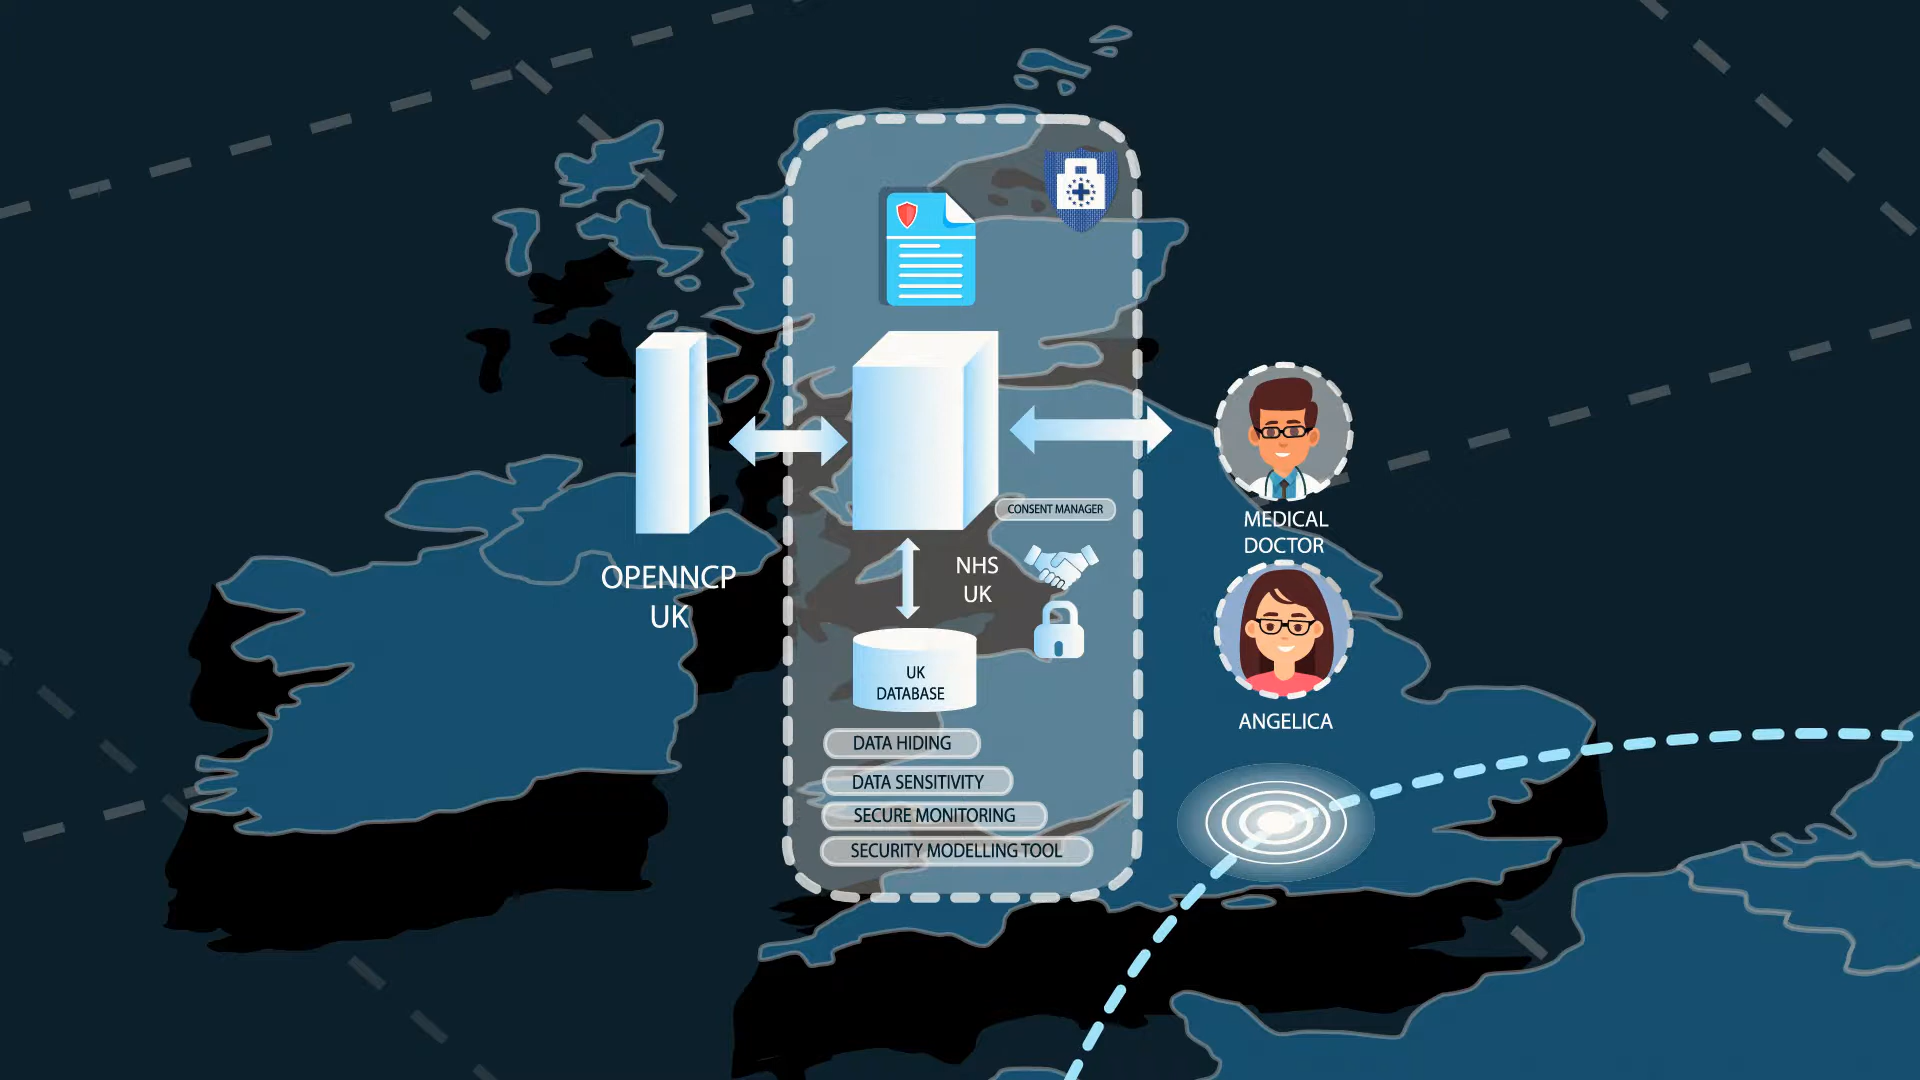 OPENNCP
UK
CONSENT MANAGER
NHS
UK
UK
DATABASE
DATA HIDING
DATA SENSITIVITY
SECURE MONITORING
SECURITY MODELLING TOOL
MEDICAL
DOCTOR
ANGELICA